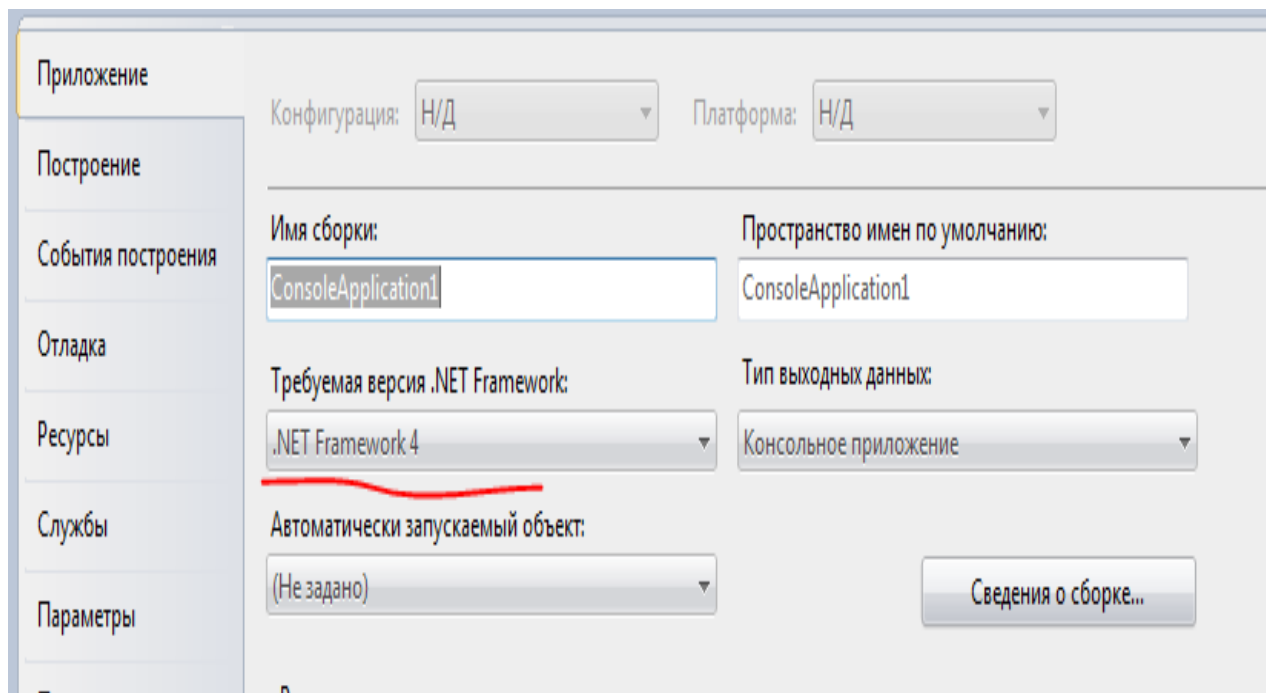 Приложение
Построение
События построения
Отладка
Ресурсы
Службы
Параметры
Конфигурация: Н/Д Платформа: Н/Д
Имя сборки: Пространство имен по умолчанию:
ConsoleApplication1 ConsoleApplication1
Требуемая версия .NET Framework: Тип выходных данных:
.NET Framework 4 Консольное приложение
Автоматически запускаемый объект:
(Не задано) Сведения о сборке...